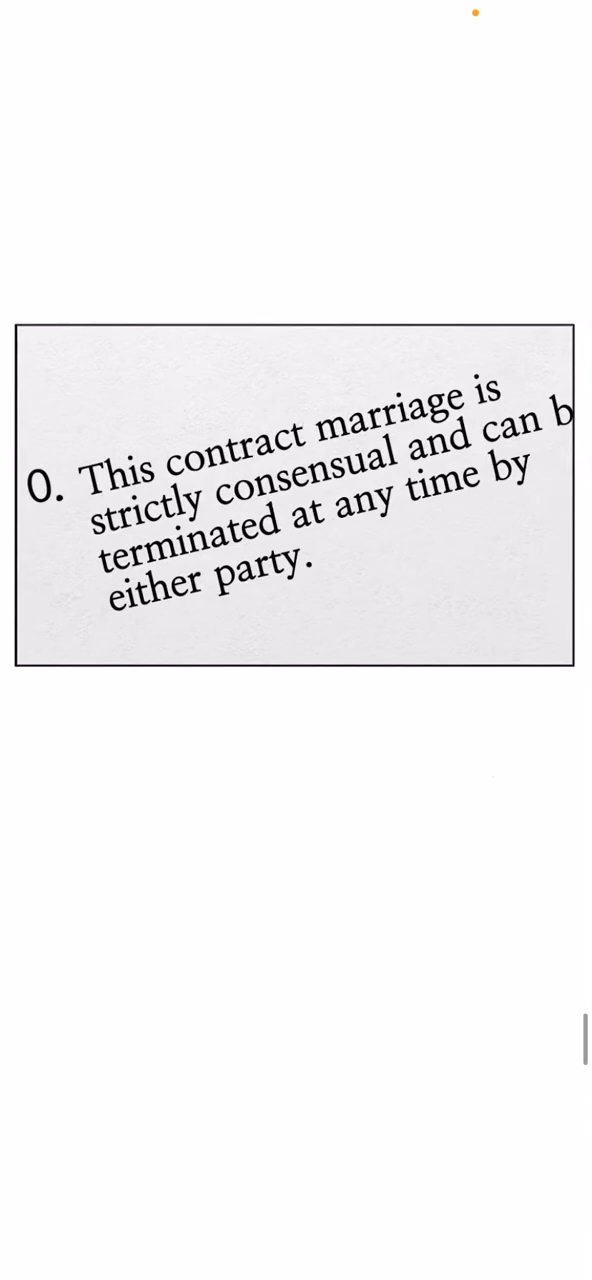 0. This contract marriage is
strictly consensual and can b
terminated at any time by
either party.